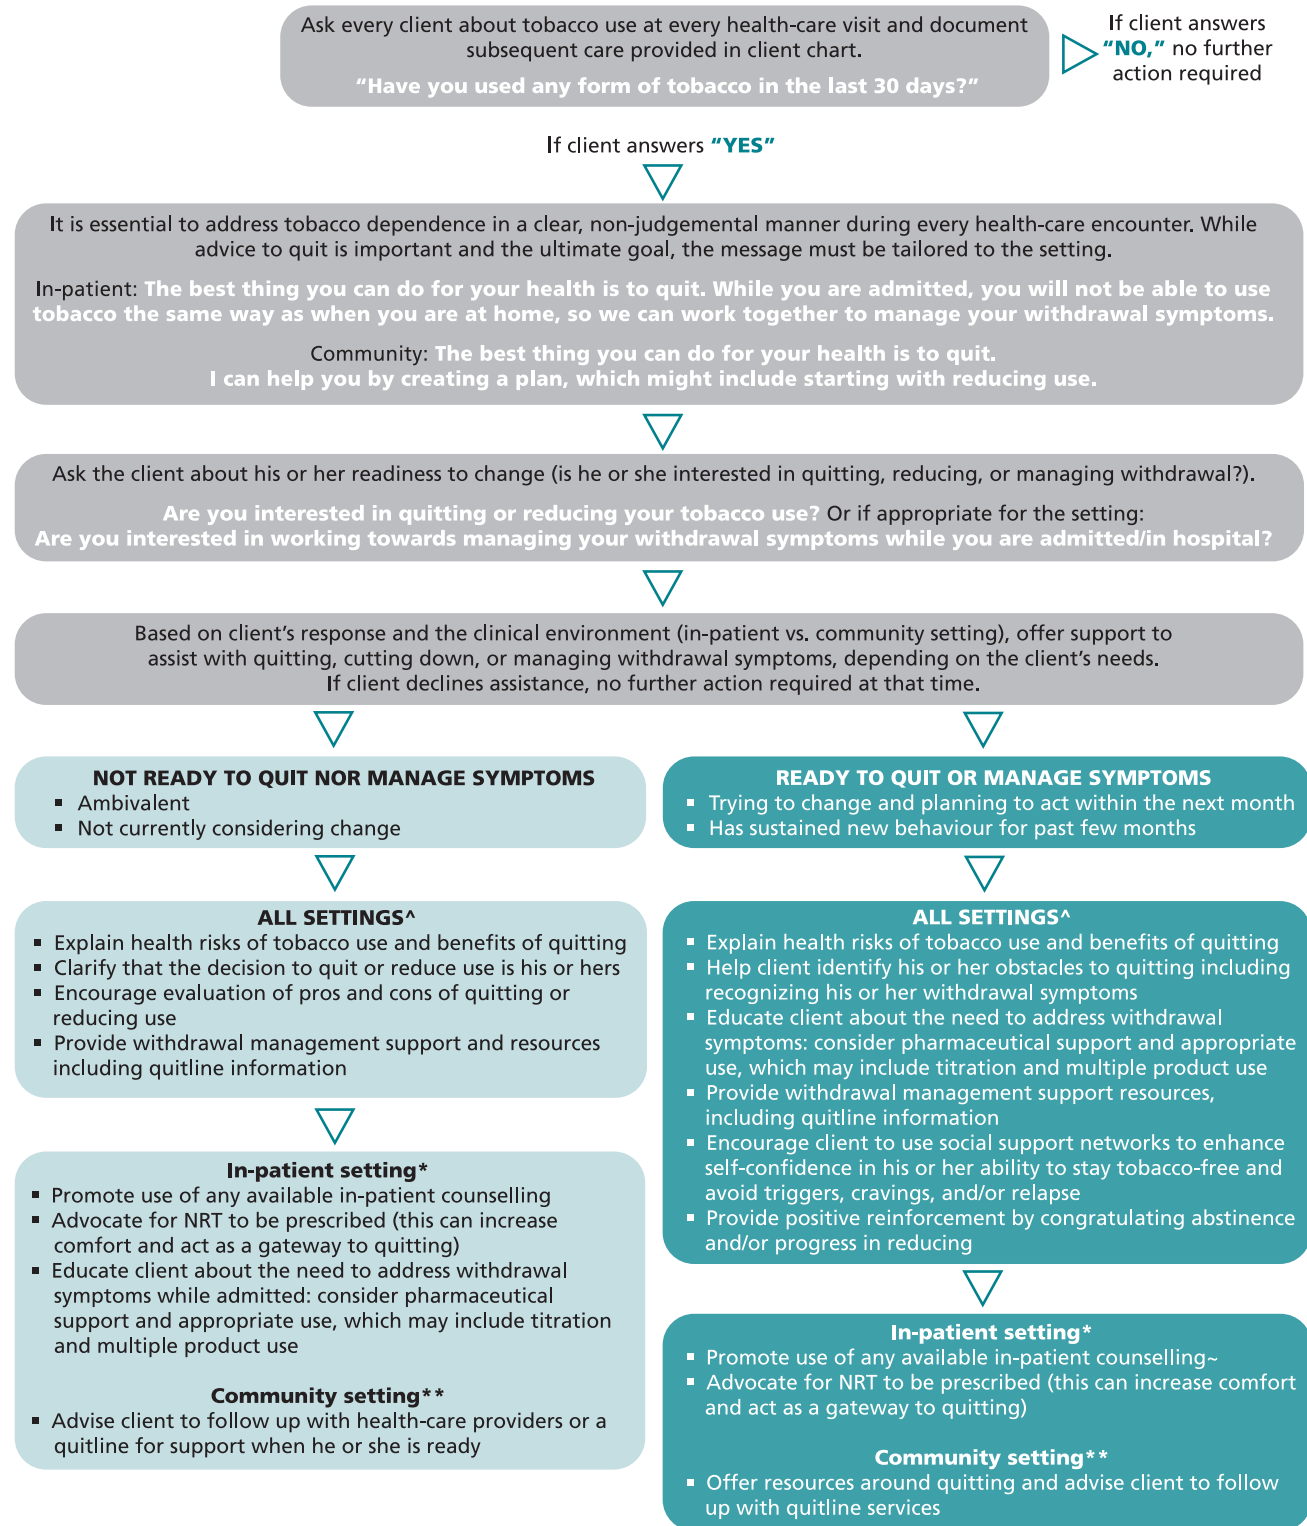 Ask every client about tobacco use at every health-care visit and document
subsequent care provided in client chart.
“Have you used any form of tobacco in the last 30 days?”
If client answers
“NO,” no further
action required
If client answers “YES”
It is essential to address tobacco dependence in a clear, non-judgemental manner during every health-care encounter. While
advice to quit is important and the ultimate goal, the message must be tailored to the setting.
In-patient: The best thing you can do for your health is to quit. While you are admitted, you will not be able to use
tobacco the same way as when you are at home, so we can work together to manage your withdrawal symptoms.
Community: The best thing you can do for your health is to quit.
I can help you by creating a plan, which might include starting with reducing use.
Ask the client about his or her readiness to change (is he or she interested in quitting, reducing, or managing withdrawal?).
Are you interested in quitting or reducing your tobacco use? Or if appropriate for the setting:
Are you interested in working towards managing your withdrawal symptoms while you are admitted/in hospital?
Based on client’s response and the clinical environment (in-patient vs. community setting), offer support to
assist with quitting, cutting down, or managing withdrawal symptoms, depending on the client’s needs.
If client declines assistance, no further action required at that time.
NOT READY TO QUIT NOR MANAGE SYMPTOMS
▪ Ambivalent
▪ Not currently considering change
ALL SETTINGS^
▪ Explain health risks of tobacco use and benefits of quitting
▪ Clarify that the decision to quit or reduce use is his or hers
▪ Encourage evaluation of pros and cons of quitting or
reducing use
▪ Provide withdrawal management support and resources
including quitline information
In-patient setting*
▪ Promote use of any available in-patient counselling
▪ Advocate for NRT to be prescribed (this can increase
comfort and act as a gateway to quitting)
▪ Educate client about the need to address withdrawal
symptoms while admitted: consider pharmaceutical
support and appropriate use, which may include titration
and multiple product use
Community setting**
▪ Advise client to follow up with health-care providers or a
quitline for support when he or she is ready
READY TO QUIT OR MANAGE SYMPTOMS
▪ Trying to change and planning to act within the next month
▪ Has sustained new behaviour for past few months
ALL SETTINGS^
▪ Explain health risks of tobacco use and benefits of quitting
▪ Help client identify his or her obstacles to quitting including
recognizing his or her withdrawal symptoms
▪ Educate client about the need to address withdrawal
symptoms: consider pharmaceutical support and appropriate
use, which may include titration and multiple product use
▪ Provide withdrawal management support resources,
including quitline information
▪ Encourage client to use social support networks to enhance
self-confidence in his or her ability to stay tobacco-free and
avoid triggers, cravings, and/or relapse
▪ Provide positive reinforcement by congratulating abstinence
and/or progress in reducing
In-patient setting*
▪ Promote use of any available in-patient counselling~
▪ Advocate for NRT to be prescribed (this can increase comfort
and act as a gateway to quitting)
Community setting**
▪ Offer resources around quitting and advise client to follow
up with quitline services